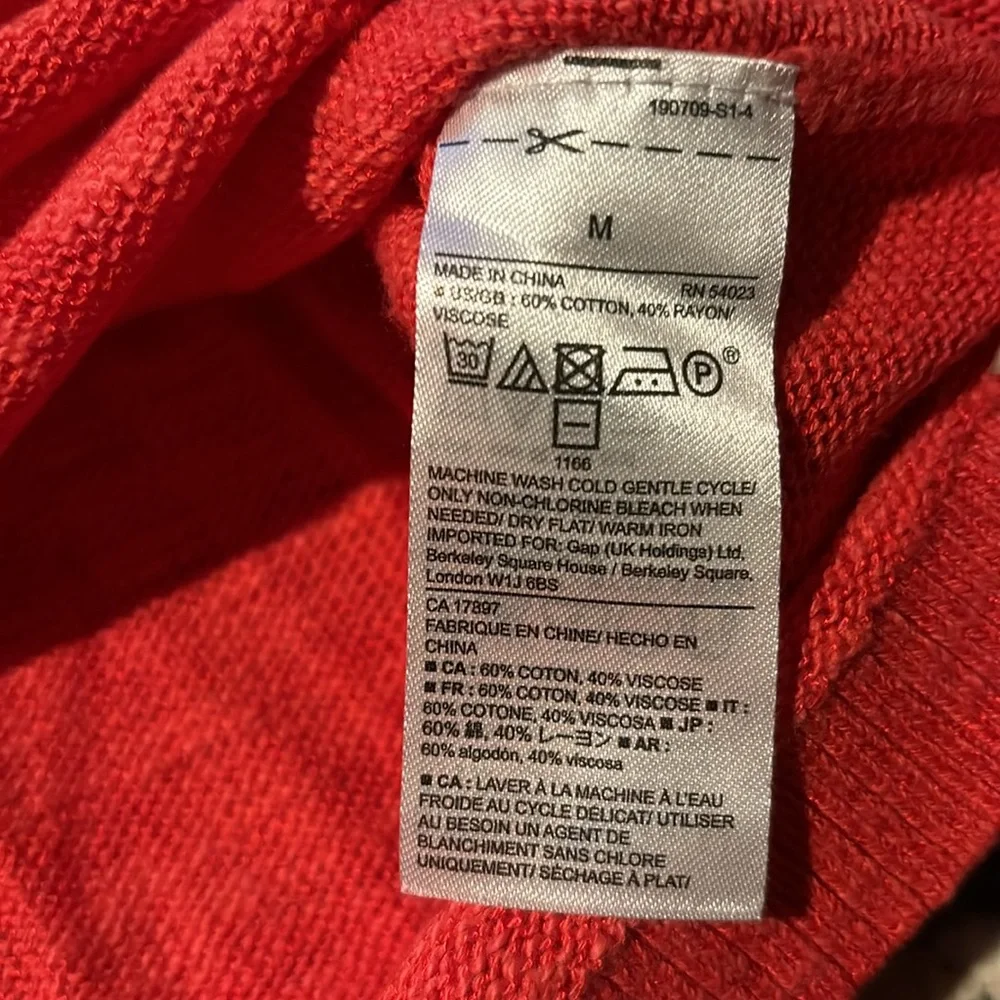 190709-S1-4
M
MADE IN CHINA RN 54023
US/GB : 60% COTTON, 40% RAYON/
VISCOSE
30 P ®
1166
MACHINE WASH COLD GENTLE CYCLE/
ONLY NON-CHLORINE BLEACH WHEN
NEEDED/ DRY FLAT/ WARM IRON
IMPORTED FOR: Gap (UK Holdings) Ltd.
Berkeley Square House / Berkeley Square,
London W1J 6BS
CA 17897
FABRIQUE EN CHINE/ HECHO EN
CHINA
■ CA : 60% COTON, 40% VISCOSE
■ FR : 60% COTON, 40% VISCOSE ■ IT :
60% COTONE, 40% VISCOSA ■ JP :
60% 綿, 40% レーヨン ■ AR :
60% algodón, 40% viscosa
■ CA : LAVER À LA MACHINE À L'EAU
FROIDE AU CYCLE DELICAT/ UTILISER
AU BESOIN UN AGENT DE
BLANCHIMENT SANS CHLORE
UNIQUEMENT/ SÉCHAGE À PLAT/